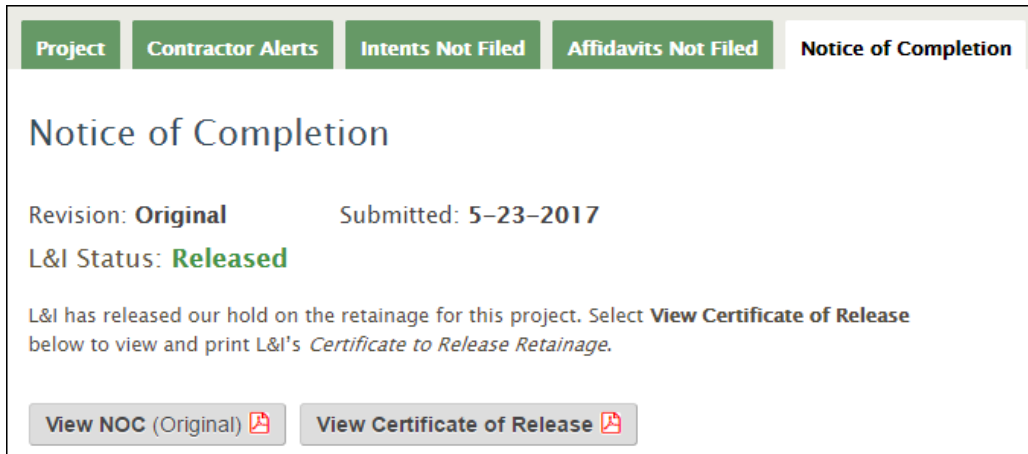 Project Contractor Alerts Intents Not Filed Affidavits Not Filed Notice of Completion
Notice of Completion
Revision: Original Submitted: 5-23-2017
L&I Status: Released
L&I has released our hold on the retainage for this project. Select View Certificate of Release
below to view and print L&I's Certificate to Release Retainage.
View NOC (Original) View Certificate of Release